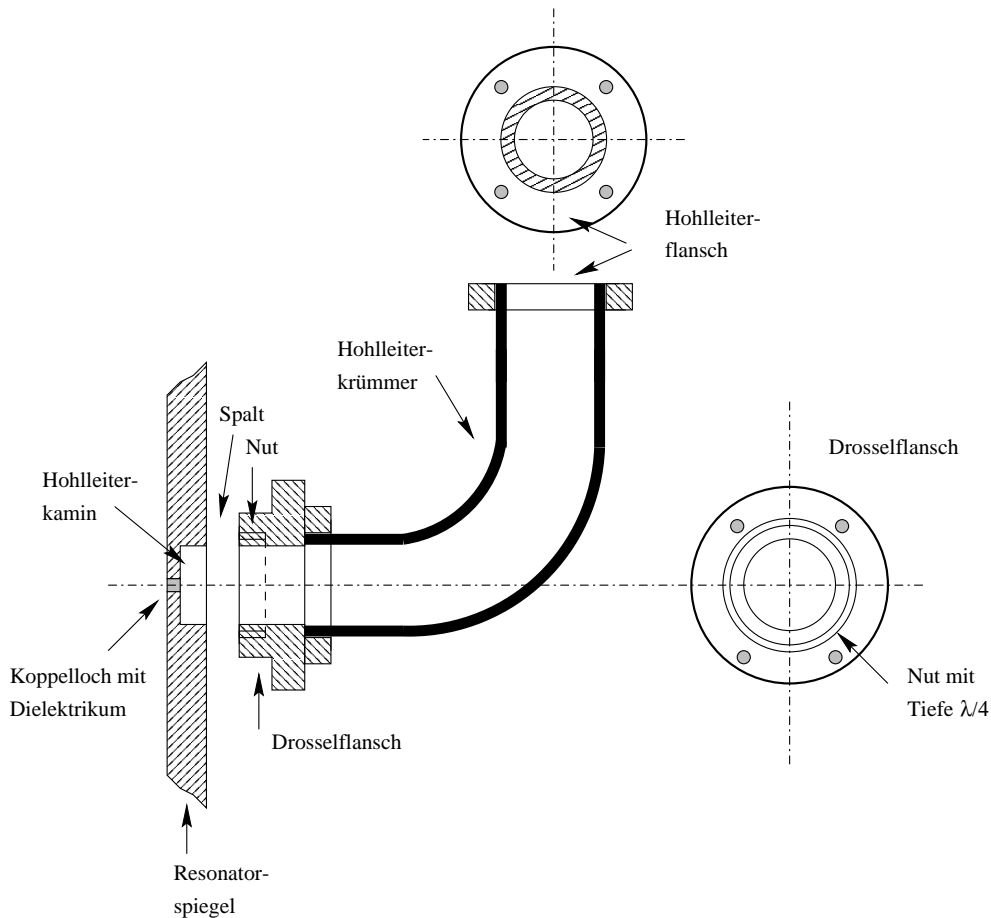 Hohlleiter-
flansch
Hohlleiter-
krümmer
Spalt
Nut
Drosselflansch
Hohlleiter-
kamin
Koppelloch mit
Dielektrikum
Nut mit
Tiefe λ/4
Drosselflansch
Resonator-
spiegel